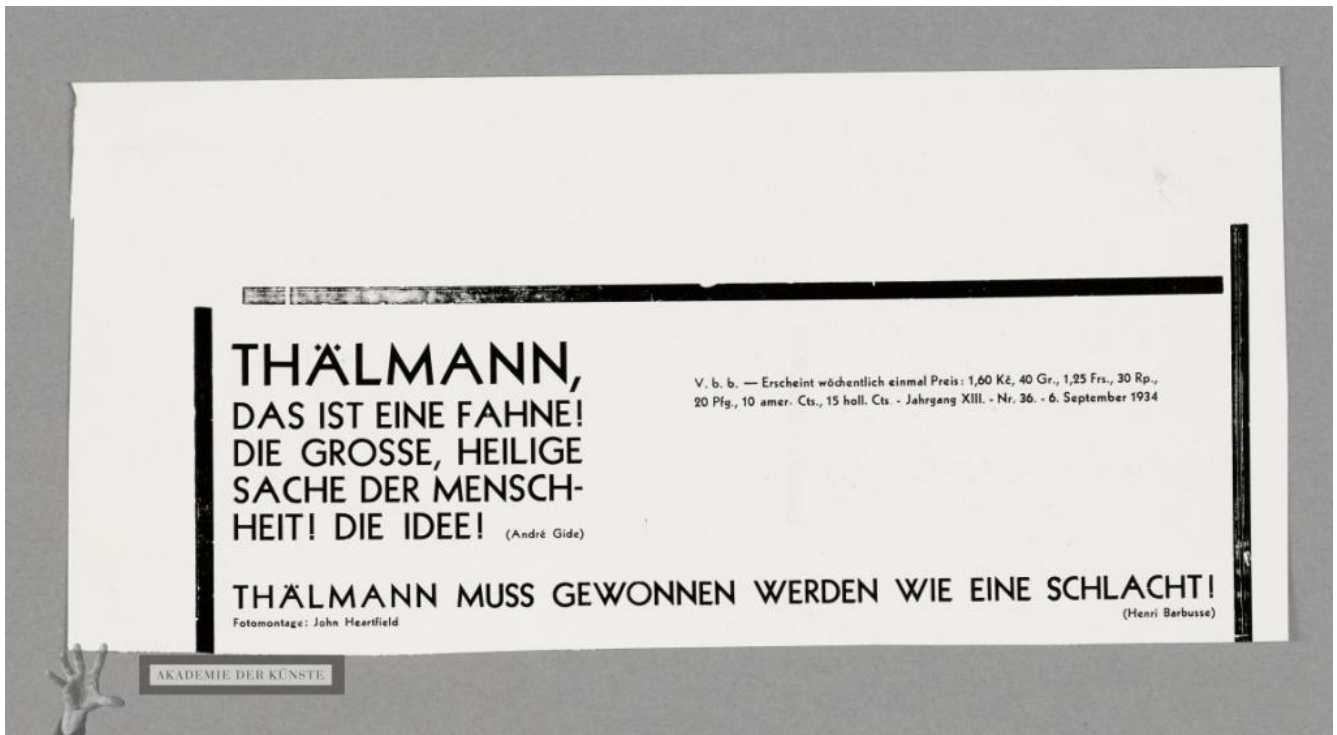 THÄLMANN,
DAS IST EINE FAHNE!
DIE GROSSE, HEILIGE
SACHE DER MENSCH-
HEIT! DIE IDEE! (André Gide)
V. b. b. — Erscheint wöchentlich einmal Preis: 1,60 Kč, 40 Gr., 1,25 Frs., 30 Rp.,
20 Pfg., 10 amer. Cts., 15 holl. Cts. - Jahrgang XIII. - Nr. 36. - 6. September 1934
THÄLMANN MUSS GEWONNEN WERDEN WIE EINE SCHLACHT!
Fotomontage: John Heartfield
(Henri Barbusse)
AKADEMIE DER KÜNSTE